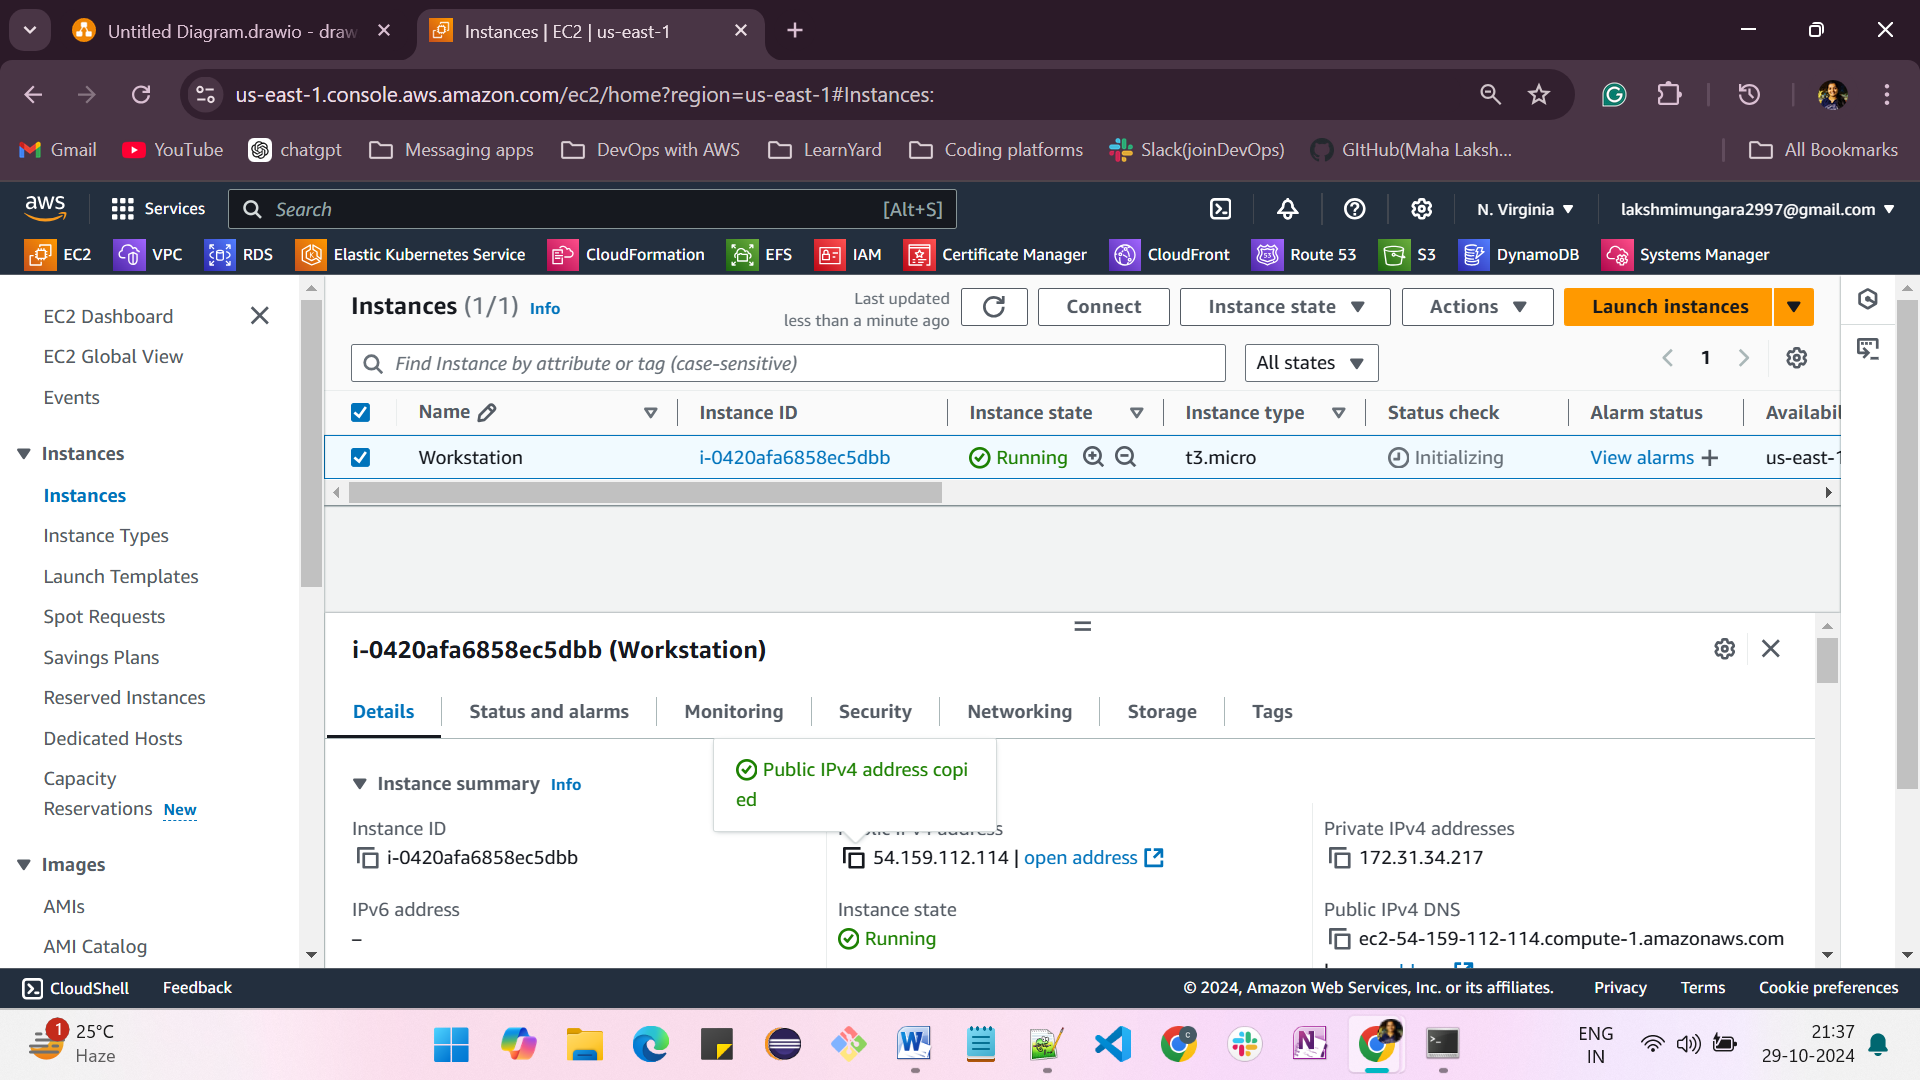 Untitled Diagram.drawio - draw
Instances | EC2 | us-east-1
us-east-1.console.aws.amazon.com/ec2/home?region=us-east-1#Instances:
Gmail
YouTube
chatgpt
Messaging apps
DevOps with AWS
LearnYard
Coding platforms
Slack(joinDevOps)
GItHub(Maha Laksh...
All Bookmarks
aws
Services
Search
[Alt+S]
N. Virginia
lakshmimungara2997@gmail.com
EC2
VPC
RDS
Elastic Kubernetes Service
CloudFormation
EFS
IAM
Certificate Manager
CloudFront
Route 53
S3
DynamoDB
Systems Manager
EC2 Dashboard
EC2 Global View
Events
Instances
Instances
Instance Types
Launch Templates
Spot Requests
Savings Plans
Reserved Instances
Dedicated Hosts
Capacity
Reservations New
Images
AMIs
AMI Catalog
Instances (1/1) Info
Last updated
less than a minute ago
Connect
Instance state
Actions
Launch instances
Find Instance by attribute or tag (case-sensitive)
All states
1
Name
Instance ID
Instance state
Instance type
Status check
Alarm status
Availabil
Workstation
i-0420afa6858ec5dbb
Running
t3.micro
Initializing
View alarms
us-east-1
i-0420afa6858ec5dbb (Workstation)
Details
Status and alarms
Monitoring
Security
Networking
Storage
Tags
Public IPv4 address copi
ed
Instance summary Info
Instance ID
i-0420afa6858ec5dbb
54.159.112.114 | open address
Private IPv4 addresses
172.31.34.217
IPv6 address
–
Instance state
Running
Public IPv4 DNS
ec2-54-159-112-114.compute-1.amazonaws.com
CloudShell
Feedback
© 2024, Amazon Web Services, Inc. or its affiliates.
Privacy
Terms
Cookie preferences
1
25°C
Haze
ENG
IN
21:37
29-10-2024